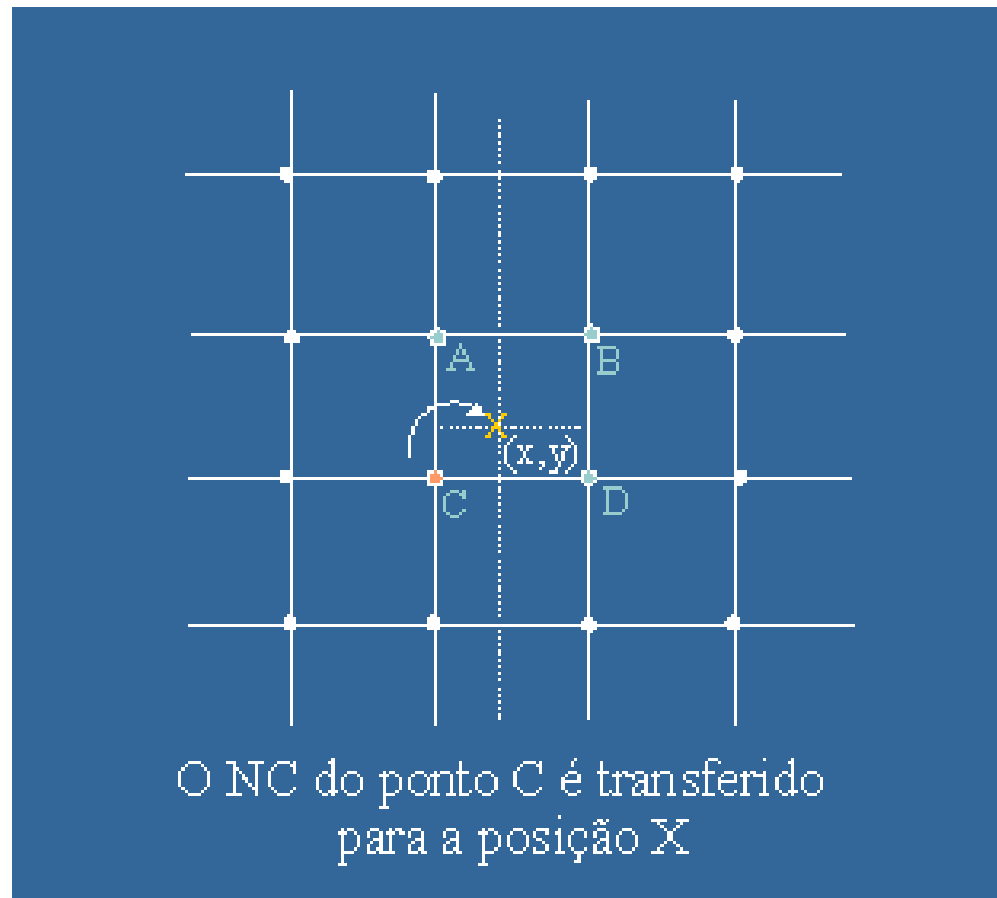 A
B
X
(x,y)
C
D
O NC do ponto C é transferido
para a posição X